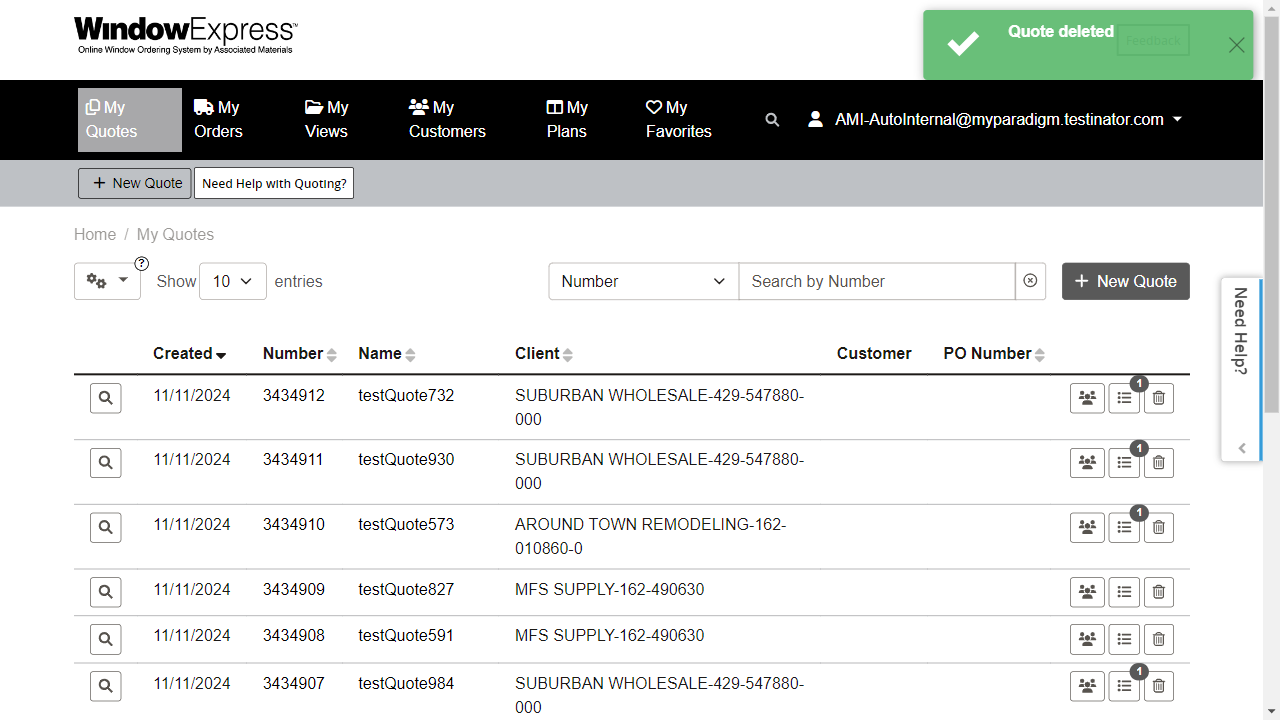 WindowExpress™
Online Window Ordering System by Associated Materials
Quote deleted
Feedback
My Quotes
My Orders
My Views
My Customers
My Plans
My Favorites
AMI-AutoInternal@myparadigm.testinator.com
New Quote
Need Help with Quoting?
Home / My Quotes
?
Show 10 entries
Number
Search by Number
New Quote
Need Help?
Created Number Name Client Customer PO Number
11/11/2024 3434912 testQuote732 SUBURBAN WHOLESALE-429-547880-
000
1
11/11/2024 3434911 testQuote930 SUBURBAN WHOLESALE-429-547880-
000
1
11/11/2024 3434910 testQuote573 AROUND TOWN REMODELING-162-
010860-0
1
11/11/2024 3434909 testQuote827 MFS SUPPLY-162-490630
11/11/2024 3434908 testQuote591 MFS SUPPLY-162-490630
11/11/2024 3434907 testQuote984 SUBURBAN WHOLESALE-429-547880-
000
1